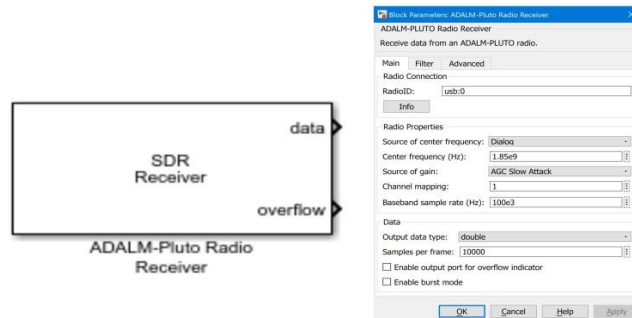 data
SDR
Receiver
overflow
ADALM-Pluto Radio
Receiver
Block Parameters: ADALM-Pluto Radio Receiver
ADALM-PLUTO Radio Receiver
Receive data from an ADALM-PLUTO radio.
Main Filter Advanced
Radio Connection
RadioID: usb:0
Info
Radio Properties
Source of center frequency: Dialog
Center frequency (Hz): 1.85e9
Source of gain: AGC Slow Attack
Channel mapping: 1
Baseband sample rate (Hz): 100e3
Data
Output data type: double
Samples per frame: 10000
Enable output port for overflow indicator
Enable burst mode
OK Cancel Help Apply